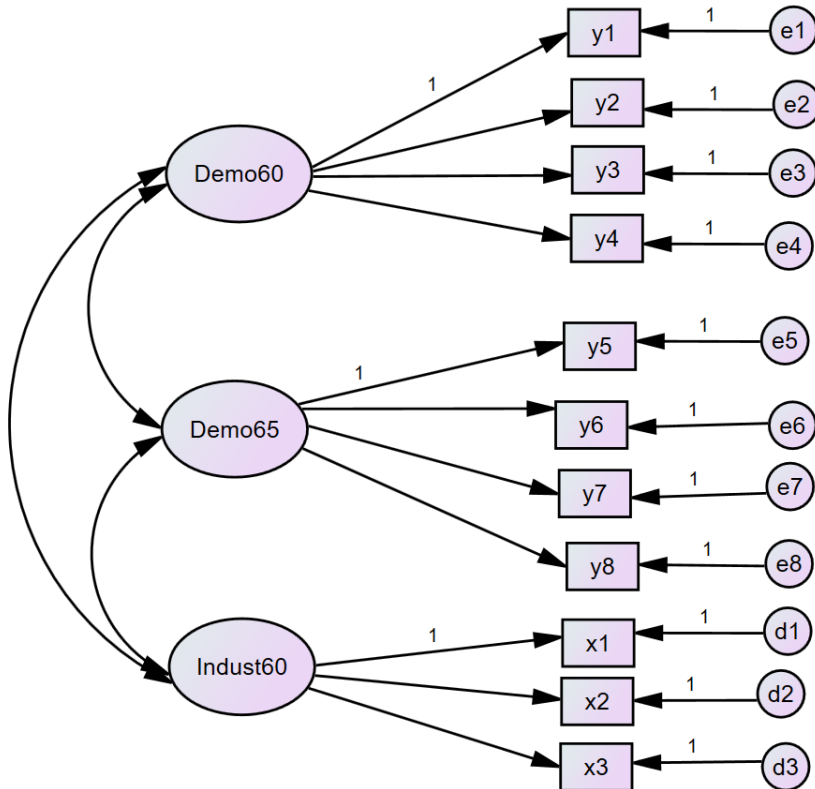 1 y1 1 e1
y2 1 e2
Demo60 y3 1 e3
y4 1 e4
1 y5 1 e5
Demo65 y6 1 e6
y7 1 e7
y8 1 e8
1 x1 1 d1
Indust60 x2 1 d2
x3 1 d3